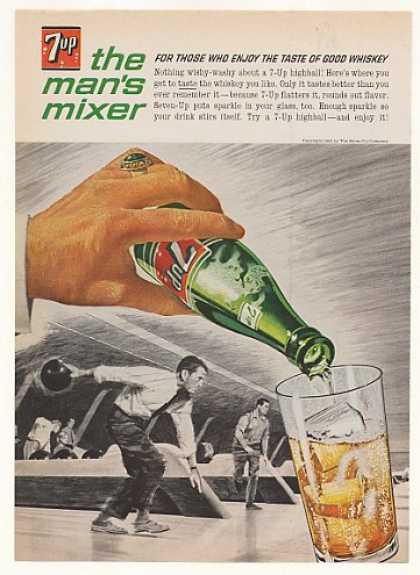 7up
the
man's
mixer
FOR THOSE WHO ENJOY THE TASTE OF GOOD WHISKEY
Nothing wishy-washy about a 7-Up highball! Here's where you
get to taste the whiskey you like. Only it tastes better than you
ever remember it—because 7-Up flatters it, rounds out flavor.
Seven-Up puts sparkle in your glass, too. Enough sparkle so
your drink stirs itself. Try a 7-Up highball—and enjoy it!
7up